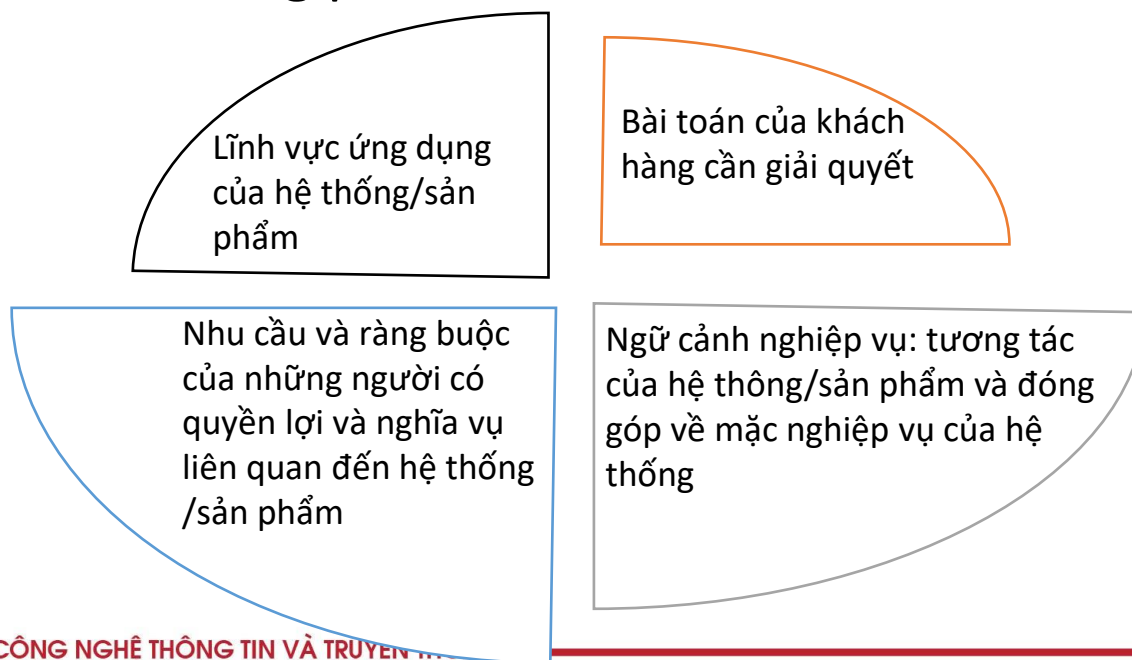 Lĩnh vực ứng dụng
của hệ thống/sản
phẩm
Bài toán của khách
hàng cần giải quyết
Nhu cầu và ràng buộc
của những người có
quyền lợi và nghĩa vụ
liên quan đến hệ thống
/sản phẩm
Ngữ cảnh nghiệp vụ: tương tác
của hệ thông/sản phẩm và đóng
góp về mặc nghiệp vụ của hệ
thống
CÔNG NGHỆ THÔNG TIN VÀ TRUYỀN